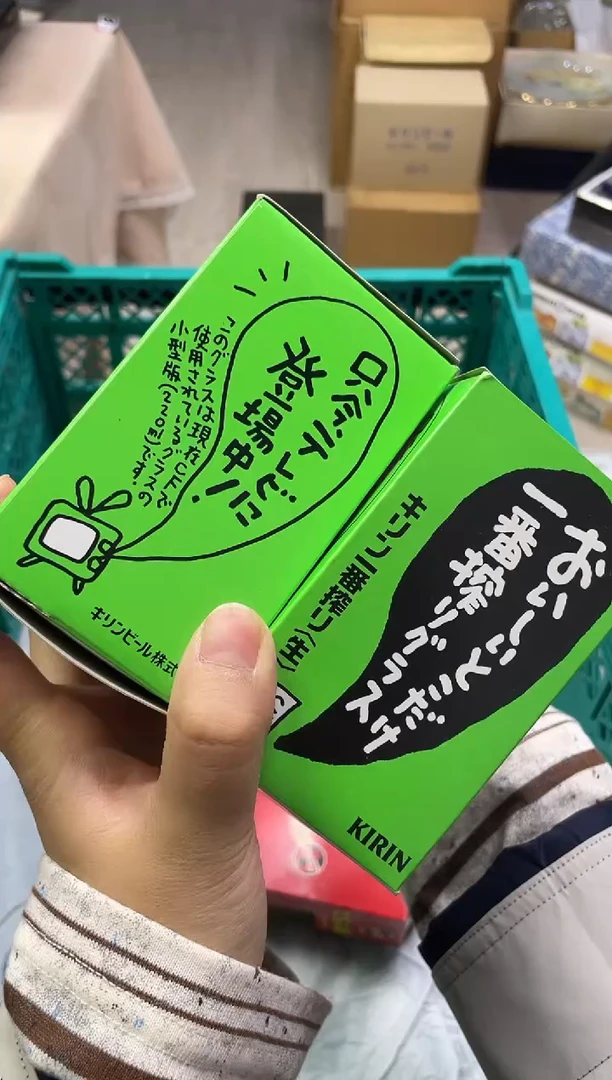 只今、テレビに
登場中！
このグラスは現在CFで
使用されているグラスの
小型版（220ml）です。
キリンビール株式
おいしいとこだけ
一番搾りグラス
キリン一番搾り〈生〉
KIRIN